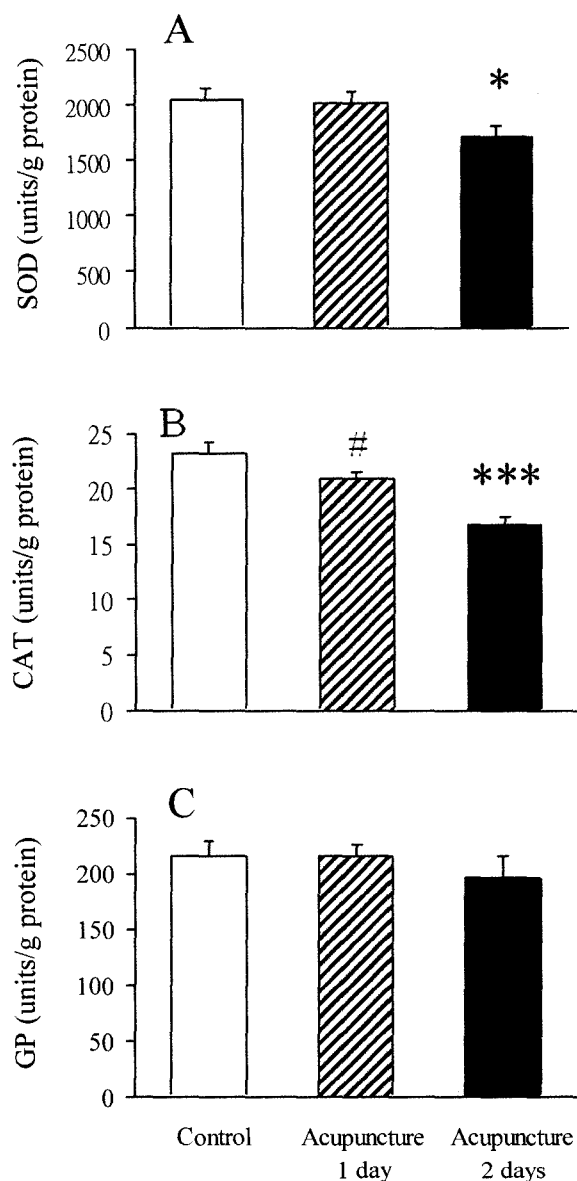 A
SOD (units/g protein)
2500
2000
1500
1000
500
0
*
B
CAT (units/g protein)
25
20
15
10
5
0
#
***
C
GP (units/g protein)
250
200
150
100
50
0
Control
Acupuncture
1 day
Acupuncture
2 days